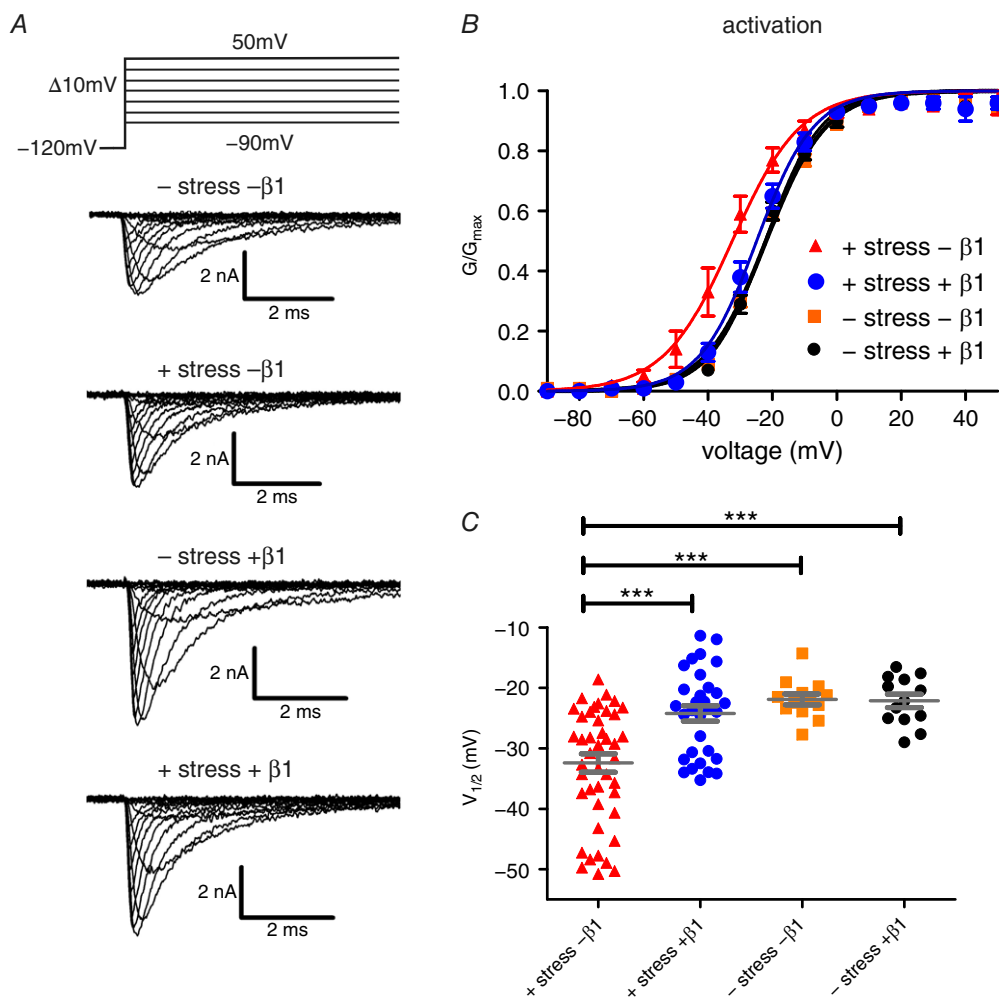 A
50mV
Δ10mV
−120mV
−90mV
− stress −β1
2 nA
2 ms
+ stress −β1
2 nA
2 ms
− stress +β1
2 nA
2 ms
+ stress + β1
2 nA
2 ms
B
activation
1.0
0.8
0.6
0.4
0.2
0.0
G/Gmax
−80
−60
−40
−20
0
20
40
voltage (mV)
+ stress − β1
+ stress + β1
− stress − β1
− stress + β1
C
***
***
***
−10
−20
−30
−40
−50
V1/2 (mV)
+ stress −β1
+ stress +β1
− stress −β1
− stress +β1